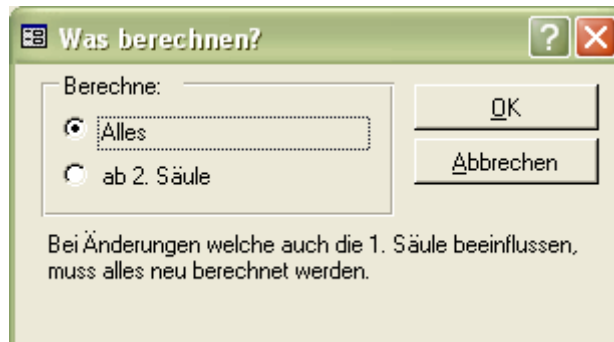 Was berechnen?
Berechne:
Alles
ab 2. Säule
OK
Abbrechen
Bei Änderungen welche auch die 1. Säule beeinflussen,
muss alles neu berechnet werden.